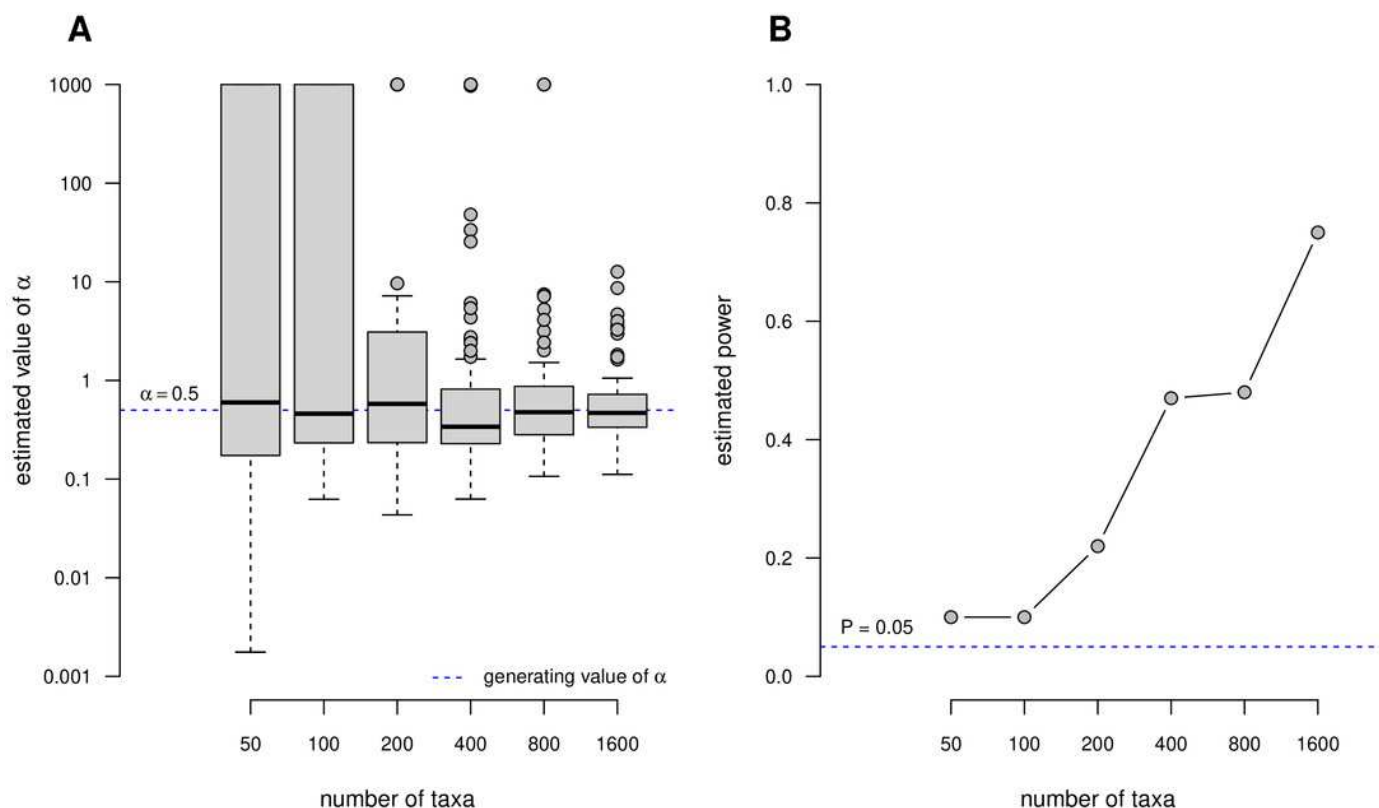 A
1000
100
10
1
0.1
0.01
0.001
estimated value of α
α = 0.5
generating value of α
50 100 200 400 800 1600
number of taxa
B
1.0
0.8
0.6
0.4
0.2
0.0
estimated power
P = 0.05
50 100 200 400 800 1600
number of taxa